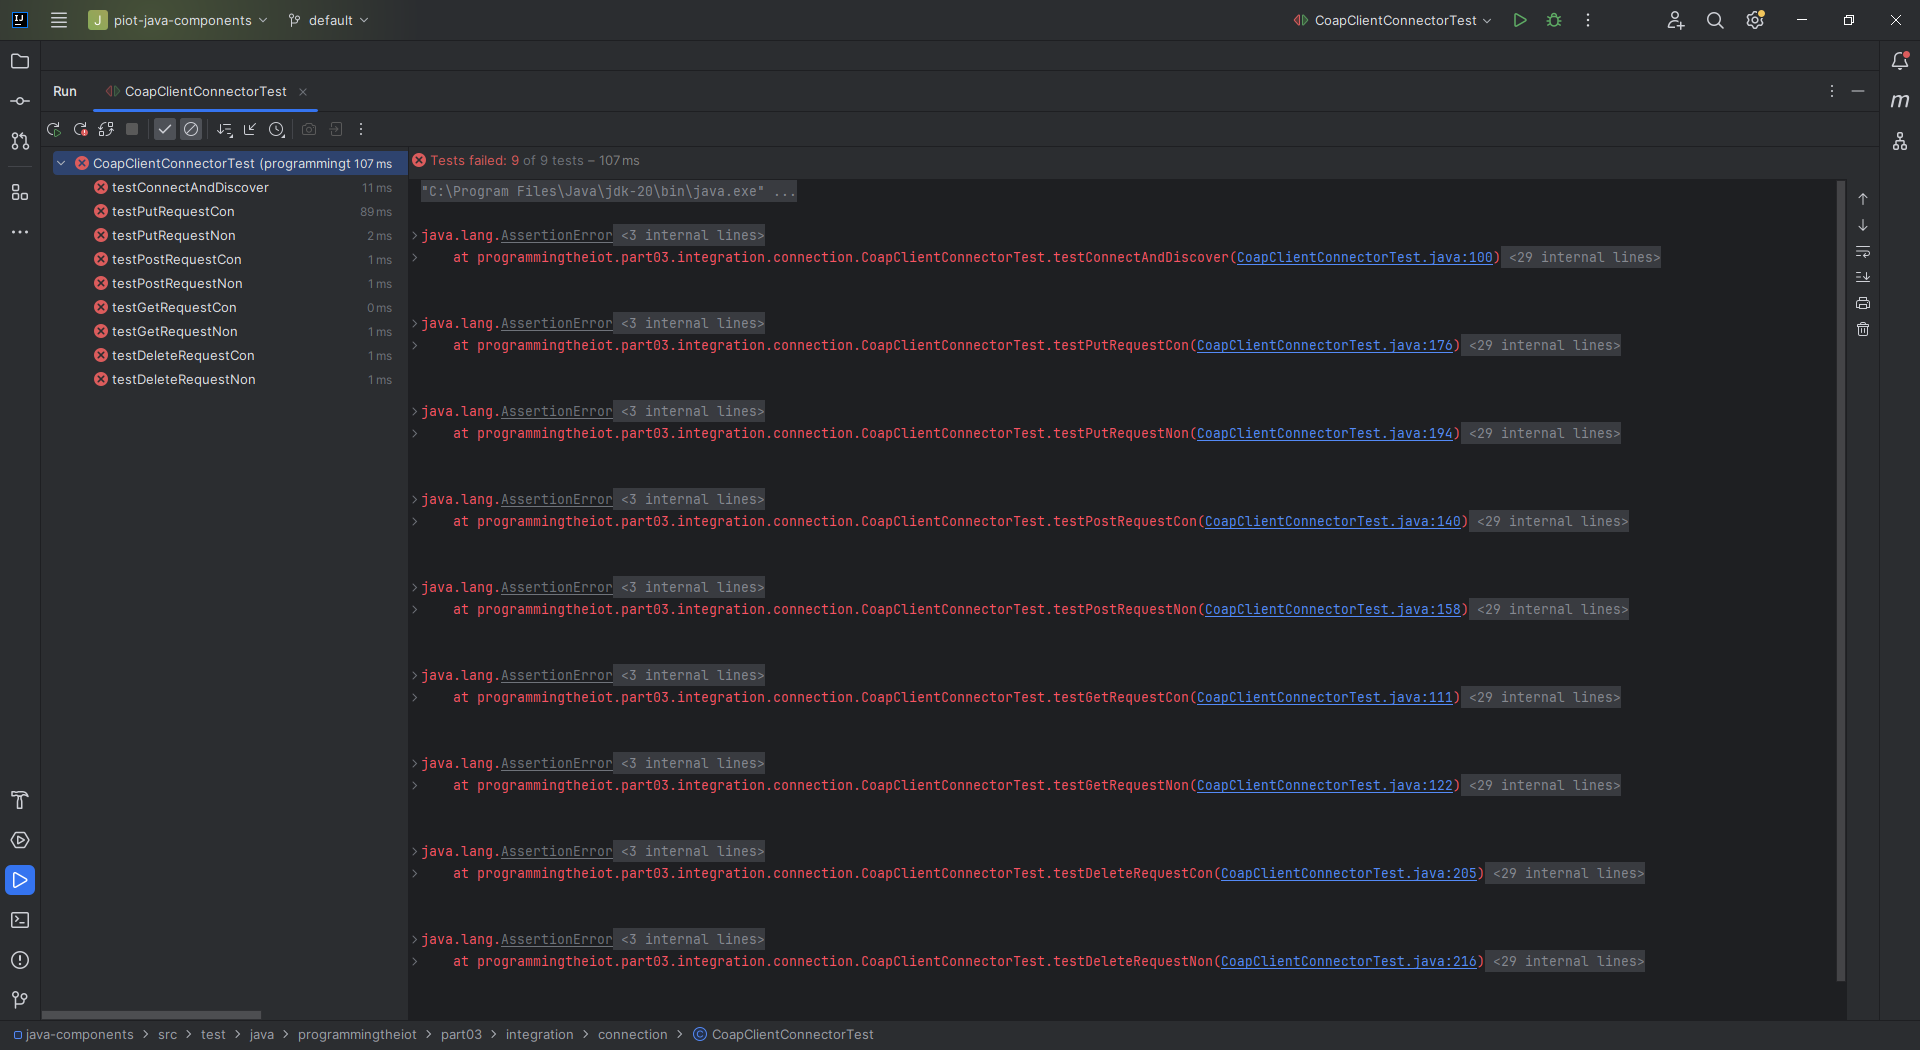 J piot-java-components default CoapClientConnectorTest
Run CoapClientConnectorTest
CoapClientConnectorTest (programmingt 107 ms
testConnectAndDiscover 11 ms
testPutRequestCon 89 ms
testPutRequestNon 2 ms
testPostRequestCon 1 ms
testPostRequestNon 1 ms
testGetRequestCon 0 ms
testGetRequestNon 1 ms
testDeleteRequestCon 1 ms
testDeleteRequestNon 1 ms
Tests failed: 9 of 9 tests – 107 ms
"C:\Program Files\Java\jdk-20\bin\java.exe" ...
java.lang.AssertionError <3 internal lines>
at programmingtheiot.part03.integration.connection.CoapClientConnectorTest.testConnectAndDiscover(CoapClientConnectorTest.java:100) <29 internal lines>
java.lang.AssertionError <3 internal lines>
at programmingtheiot.part03.integration.connection.CoapClientConnectorTest.testPutRequestCon(CoapClientConnectorTest.java:176) <29 internal lines>
java.lang.AssertionError <3 internal lines>
at programmingtheiot.part03.integration.connection.CoapClientConnectorTest.testPutRequestNon(CoapClientConnectorTest.java:194) <29 internal lines>
java.lang.AssertionError <3 internal lines>
at programmingtheiot.part03.integration.connection.CoapClientConnectorTest.testPostRequestCon(CoapClientConnectorTest.java:140) <29 internal lines>
java.lang.AssertionError <3 internal lines>
at programmingtheiot.part03.integration.connection.CoapClientConnectorTest.testPostRequestNon(CoapClientConnectorTest.java:158) <29 internal lines>
java.lang.AssertionError <3 internal lines>
at programmingtheiot.part03.integration.connection.CoapClientConnectorTest.testGetRequestCon(CoapClientConnectorTest.java:111) <29 internal lines>
java.lang.AssertionError <3 internal lines>
at programmingtheiot.part03.integration.connection.CoapClientConnectorTest.testGetRequestNon(CoapClientConnectorTest.java:122) <29 internal lines>
java.lang.AssertionError <3 internal lines>
at programmingtheiot.part03.integration.connection.CoapClientConnectorTest.testDeleteRequestCon(CoapClientConnectorTest.java:205) <29 internal lines>
java.lang.AssertionError <3 internal lines>
at programmingtheiot.part03.integration.connection.CoapClientConnectorTest.testDeleteRequestNon(CoapClientConnectorTest.java:216) <29 internal lines>
java-components > src > test > java > programmingtheiot > part03 > integration > connection > CoapClientConnectorTest